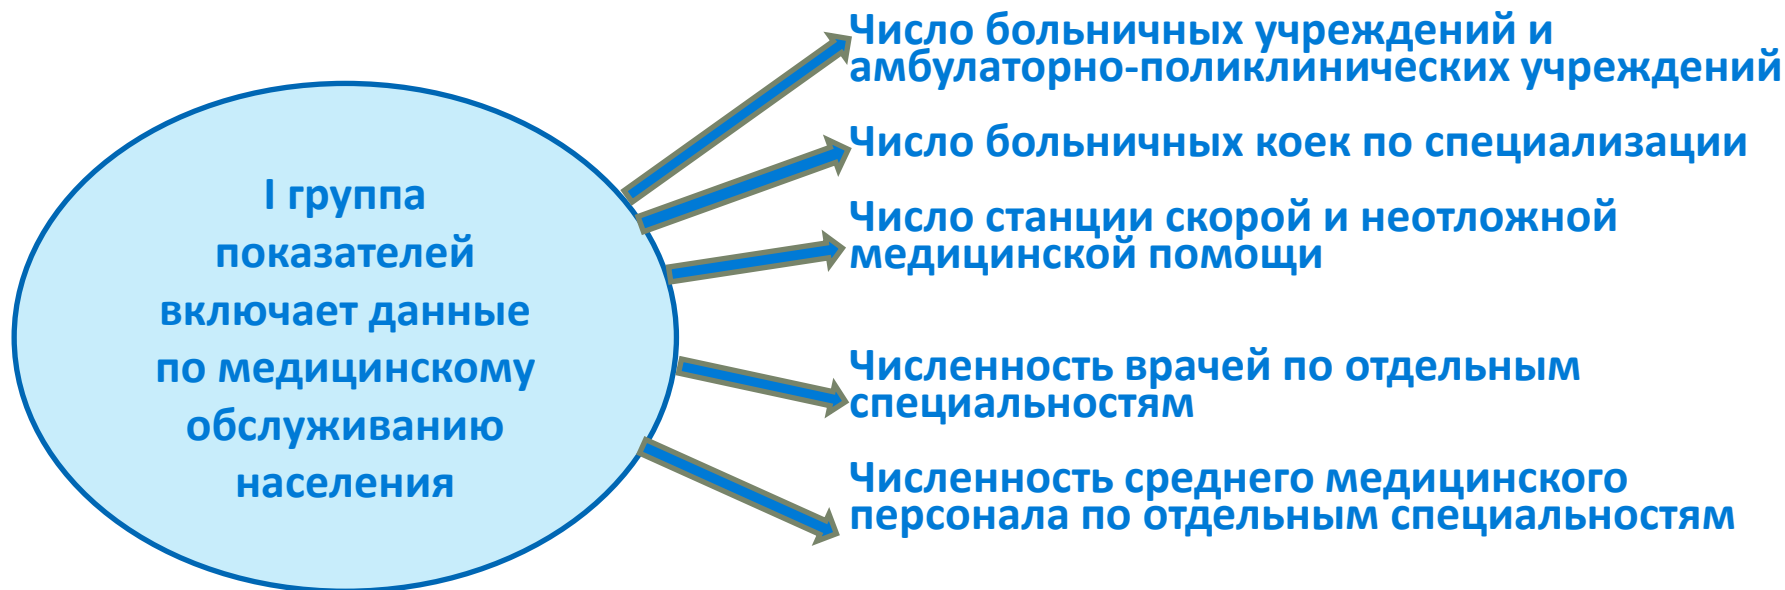 I группа
показателей
включает данные
по медицинскому
обслуживанию
населения
Число больничных учреждений и
амбулаторно-поликлинических учреждений
Число больничных коек по специализации
Число станции скорой и неотложной
медицинской помощи
Численность врачей по отдельным
специальностям
Численность среднего медицинского
персонала по отдельным специальностям